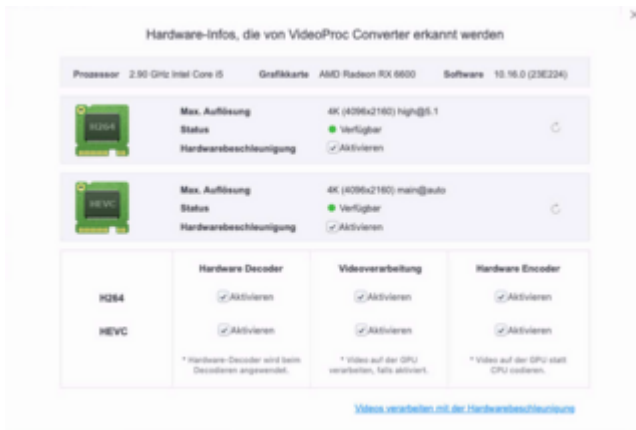 Hardware-Infos, die von VideoProc Converter erkannt werden
Prozessor 2.90 GHz Intel Core i5 Grafikkarte AMD Radeon RX 6600 Software 10.16.0 (23E224)
H264
Max. Auflösung 4K (4096x2160) high@5.1
Status Verfügbar
Hardwarebeschleunigung Aktivieren
HEVC
Max. Auflösung 4K (4096x2160) main@auto
Status Verfügbar
Hardwarebeschleunigung Aktivieren
Hardware Decoder Videoverarbeitung Hardware Encoder
H264 Aktivieren Aktivieren Aktivieren
HEVC Aktivieren Aktivieren Aktivieren
* Hardware-Decoder wird beim Decodieren angewendet.
* Video auf der GPU verarbeiten, falls aktiviert.
* Video auf der GPU statt CPU codieren.
Videos verarbeiten mit der Hardwarebeschleunigung